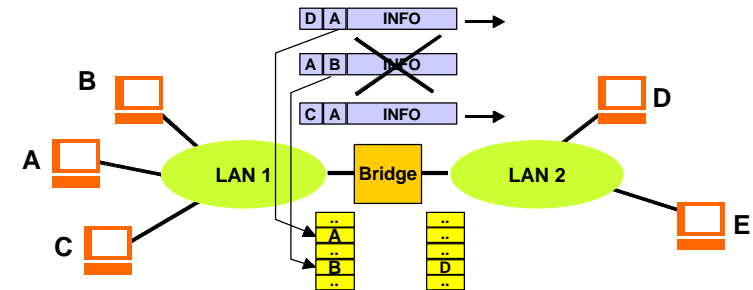 D A INFO
A B INFO
C A INFO
B
D
A
LAN 1
Bridge
LAN 2
C
E
..
A
..
B
..
..
..
..
D
..